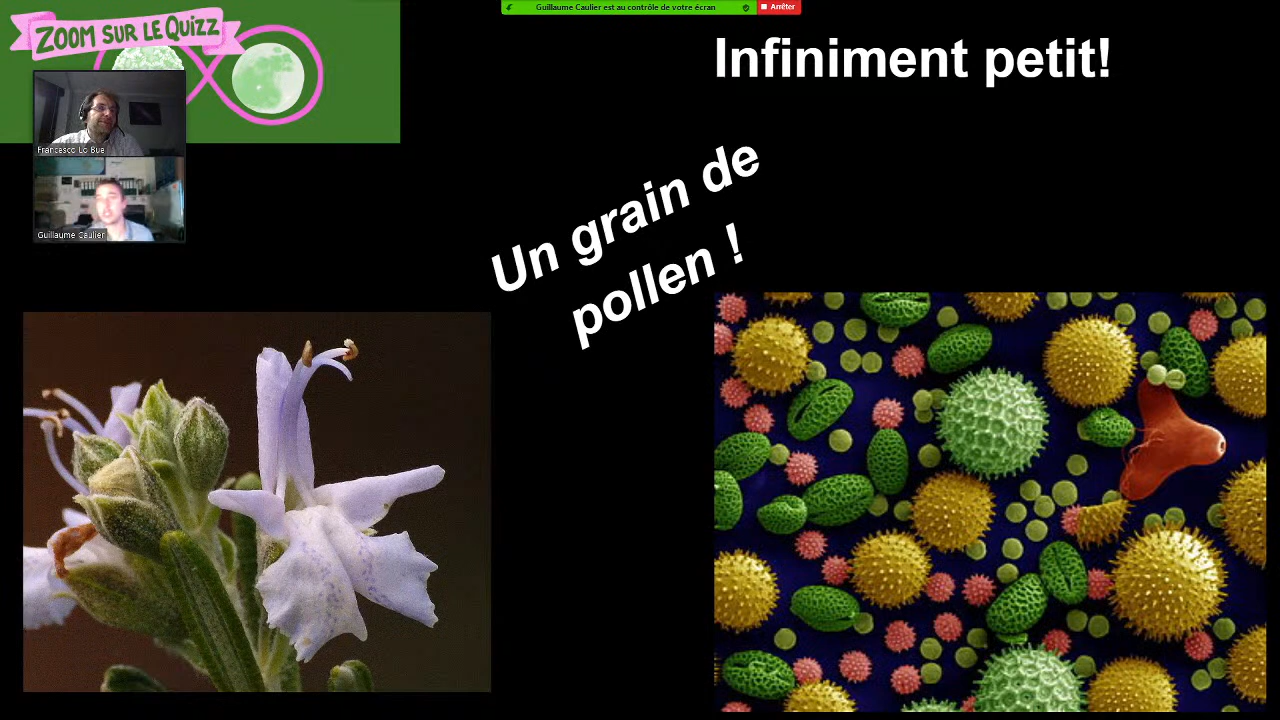 Guillaume Caulier est au contrôle de votre écran
Arrêter
ZOOM SUR LE QUIZZ
Infiniment petit!
Francesco Lo Bue
Guillaume Caulier
Un grain de
pollen !